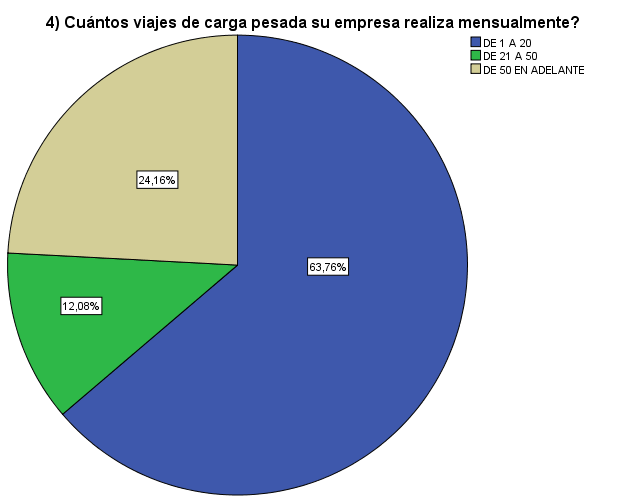 4) Cuántos viajes de carga pesada su empresa realiza mensualmente?
DE 1 A 20
DE 21 A 50
DE 50 EN ADELANTE
24,16%
63,76%
12,08%